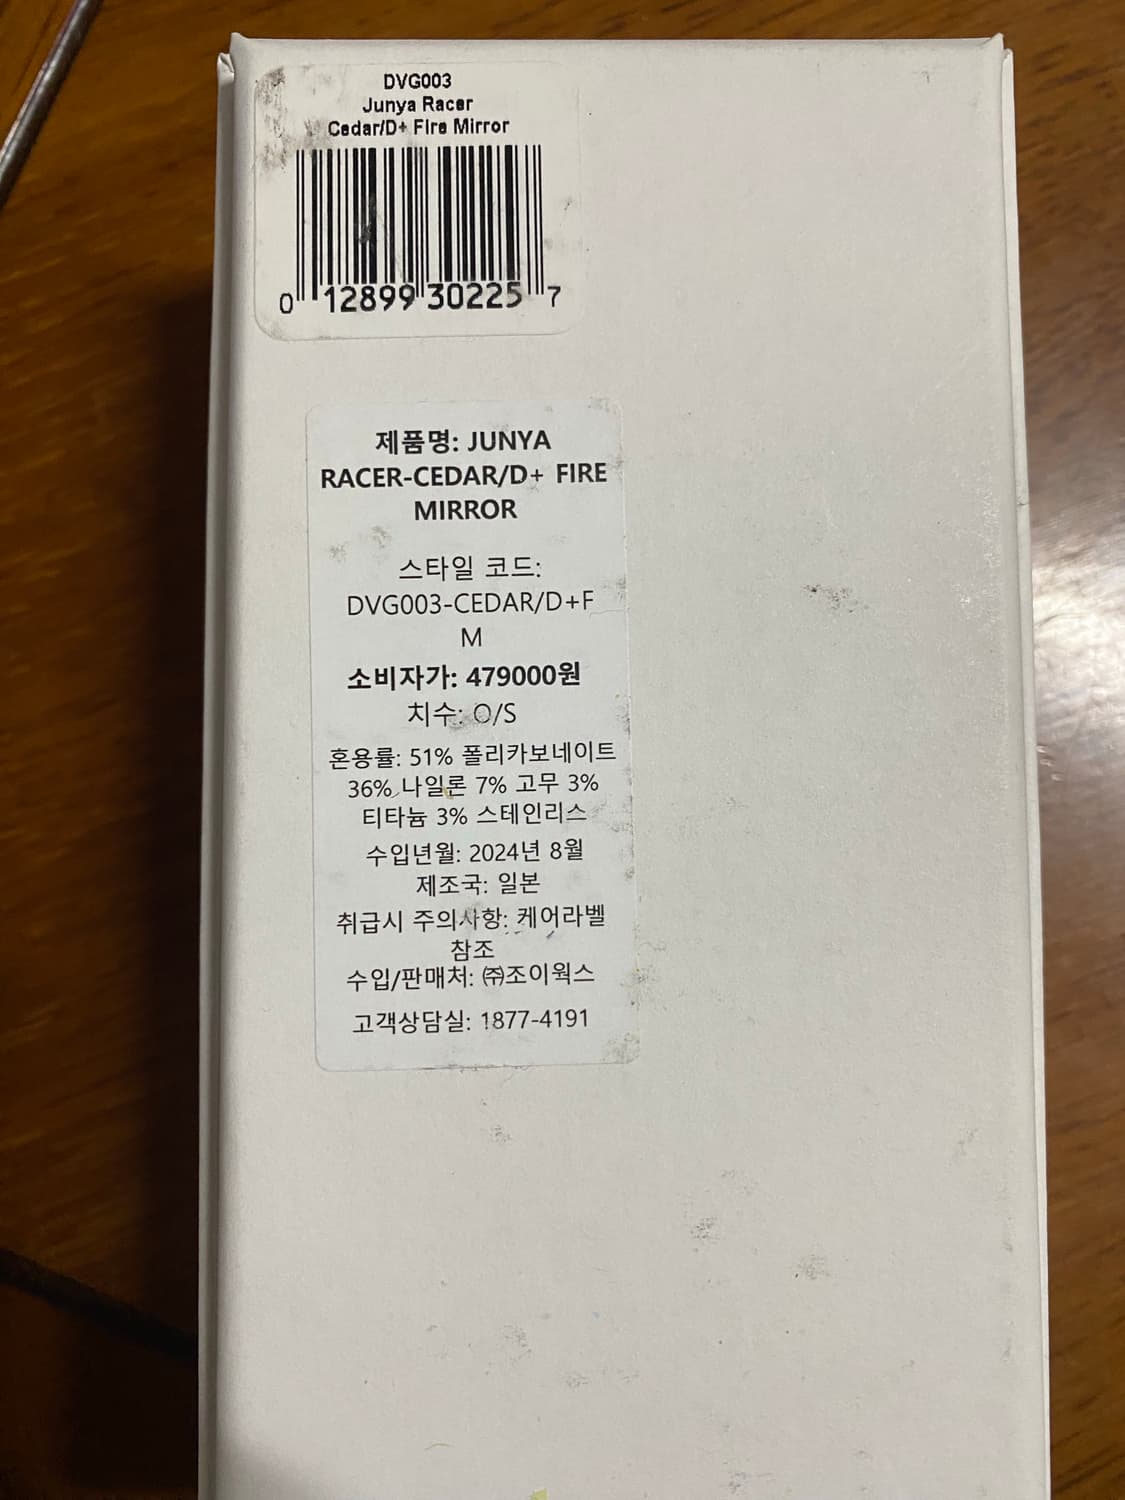 DVG003
Junya Racer
Cedar/D+ Fire Mirror
0 12899 30225 7
제품명: JUNYA
RACER-CEDAR/D+ FIRE
MIRROR
스타일 코드:
DVG003-CEDAR/D+F
M
소비자가: 479000원
치수: O/S
혼용률: 51% 폴리카보네이트
36% 나일론 7% 고무 3%
티타늄 3% 스테인리스
수입년월: 2024년 8월
제조국: 일본
취급시 주의사항: 케어라벨
참조
수입/판매처: ㈜조이웍스
고객상담실: 1877-4191